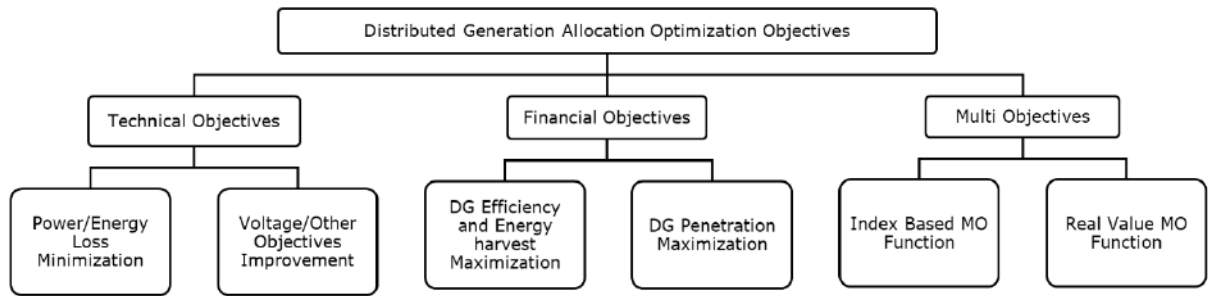 Distributed Generation Allocation Optimization Objectives
Technical Objectives
Financial Objectives
Multi Objectives
Power/Energy
Loss
Minimization
Voltage/Other
Objectives
Improvement
DG Efficiency
and Energy
harvest
Maximization
DG Penetration
Maximization
Index Based MO
Function
Real Value MO
Function